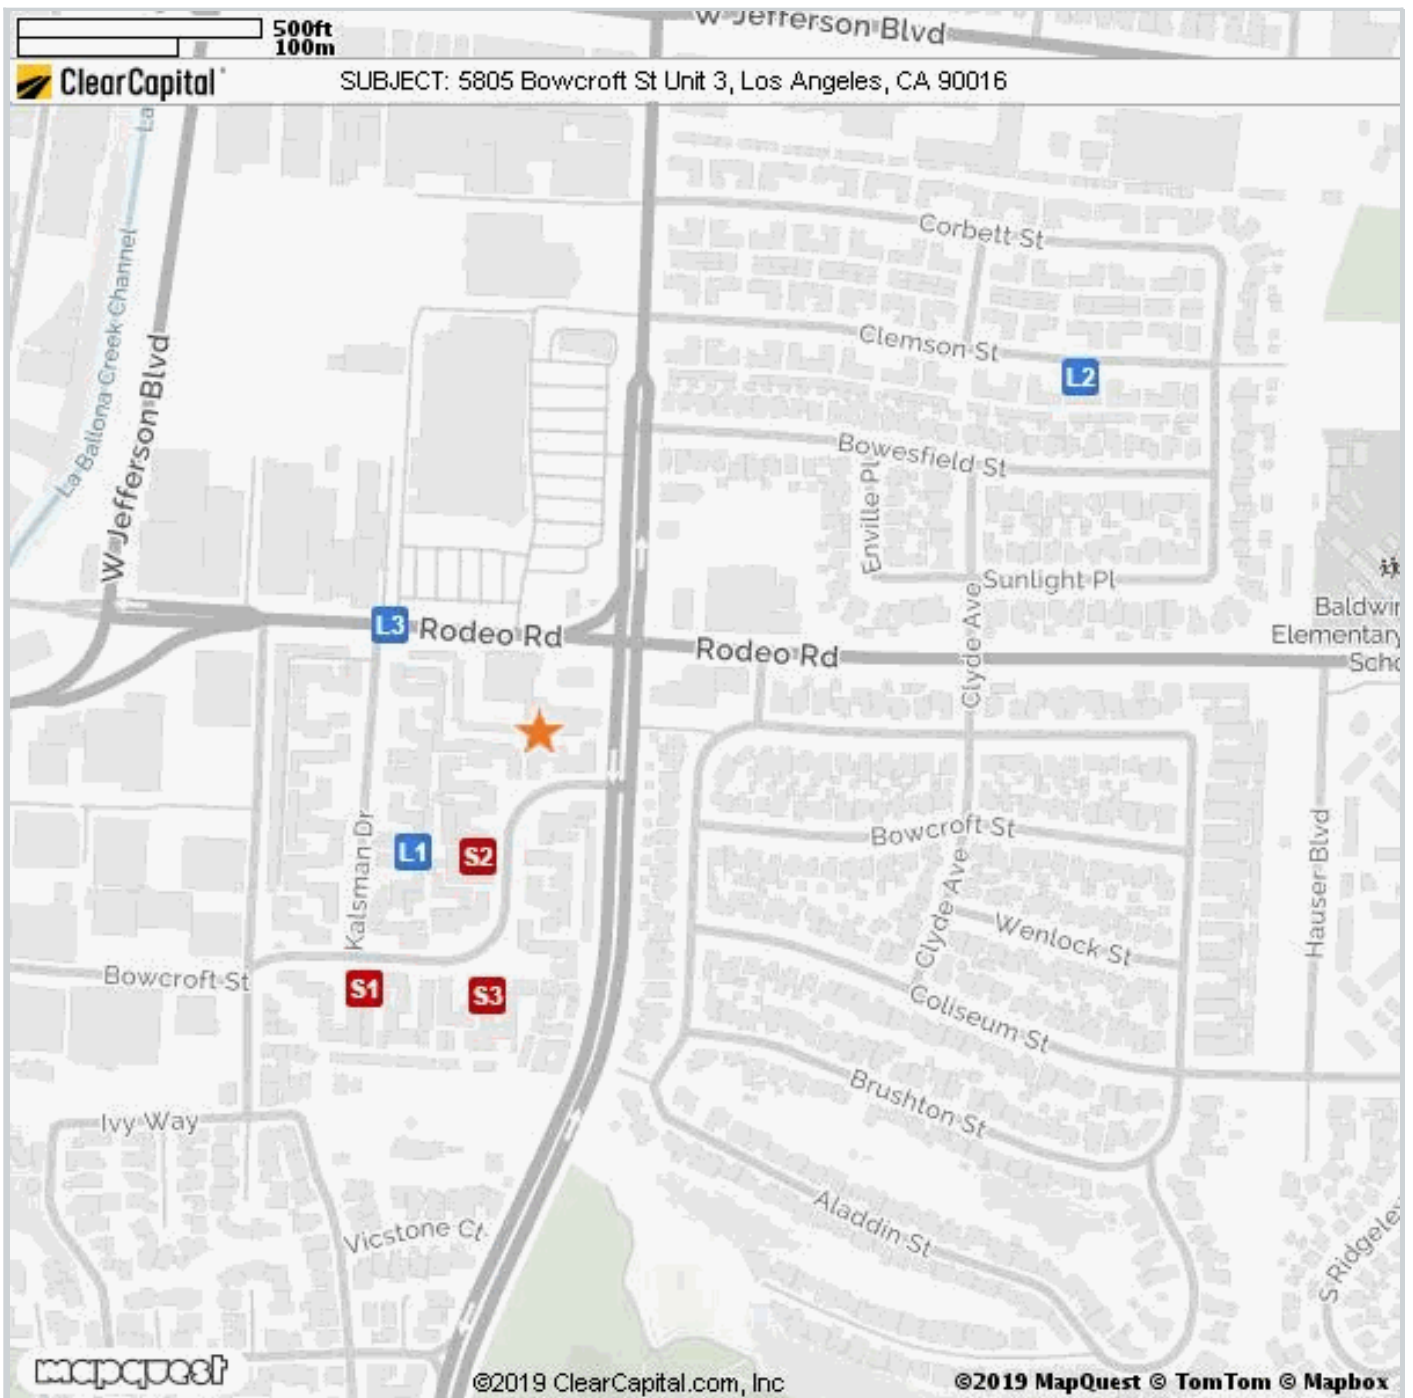 W Jefferson Blvd
500ft
100m
ClearCapital
SUBJECT: 5805 Bowcroft St Unit 3, Los Angeles, CA 90016
La
Corbett St
La Ballona Creek Channel
W Jefferson Blvd
Clemson St
L2
Bowesfield St
Enville Pl
Sunlight Pl
Clyde Ave
Baldwin
Elementary
Scho
L3
Rodeo Rd
Rodeo Rd
Kalsman Dr
L1
S2
Bowcroft St
Clyde Ave
Hauser Blvd
Wenlock St
Bowcroft St
S1
S3
Coliseum St
Brushton St
Ivy Way
Aladdin St
Vicstone Ct
S Ridgeley
mapquest
©2019 ClearCapital.com, Inc
©2019 MapQuest © TomTom © Mapbox